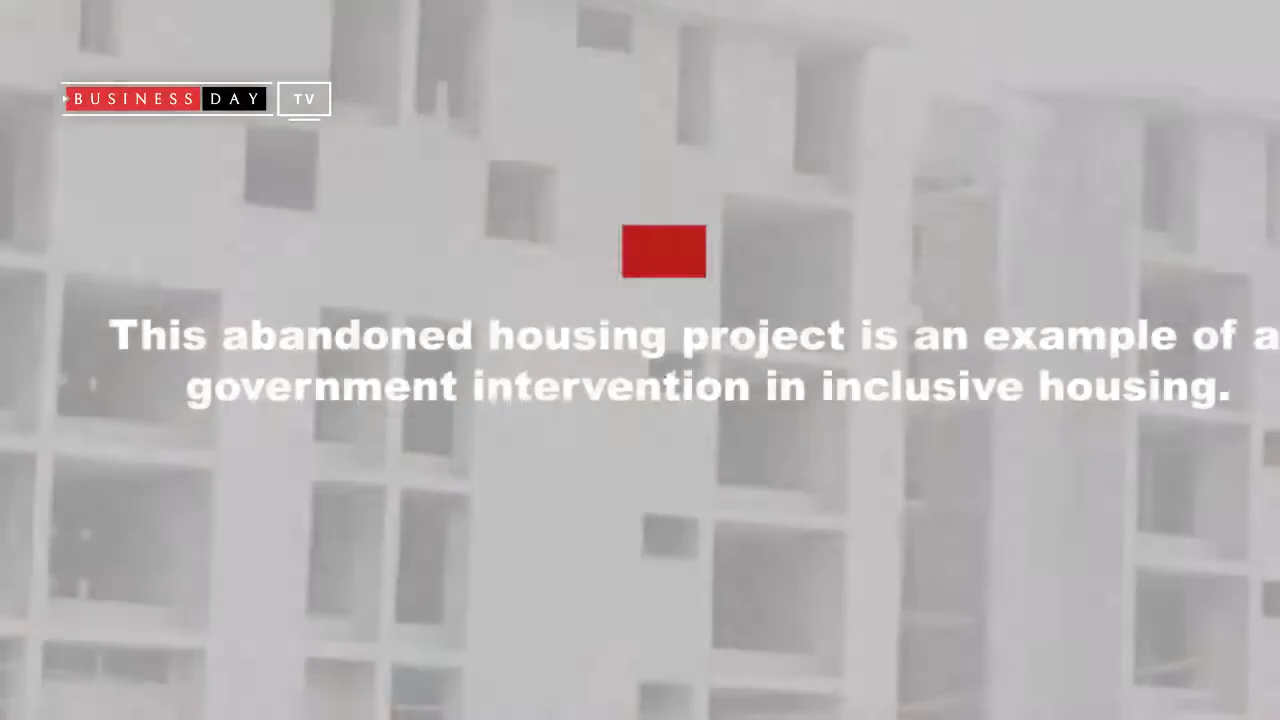 BUSINESS DAY TV
This abandoned housing project is an example of a
government intervention in inclusive housing.